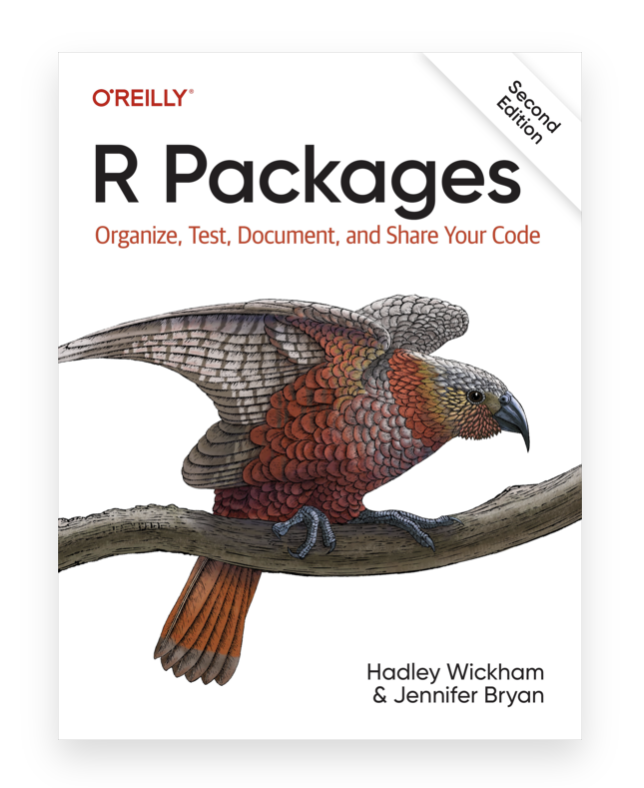 O'REILLY®
Second
Edition
R Packages
Organize, Test, Document, and Share Your Code
Hadley Wickham
& Jennifer Bryan